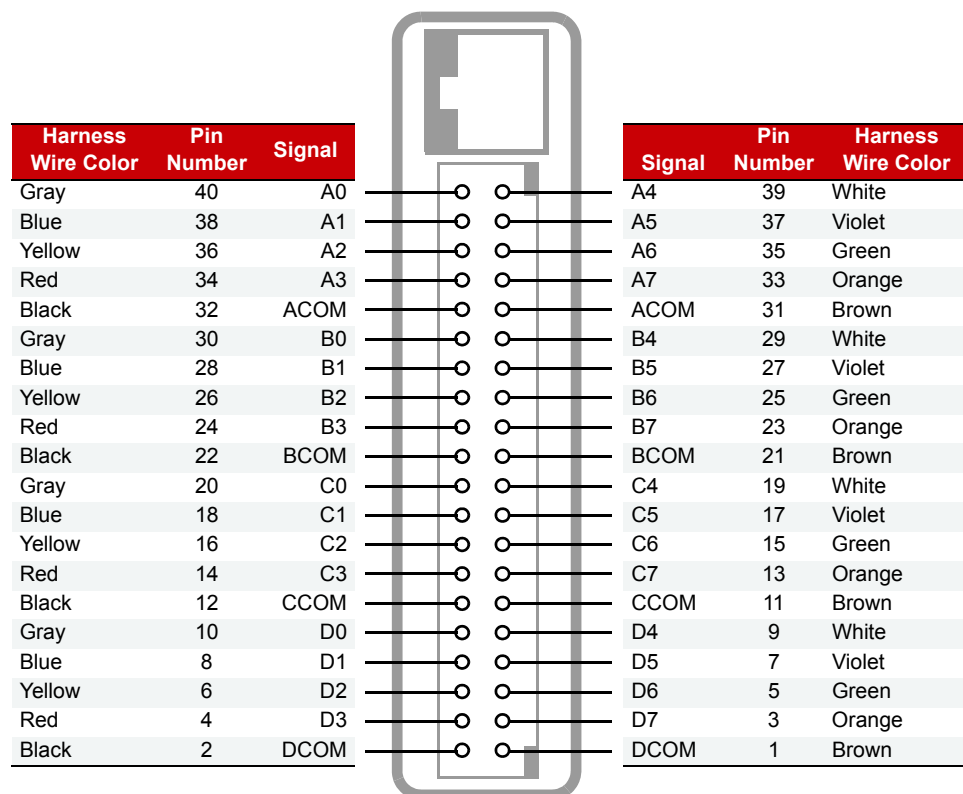 Harness Wire Color Pin Number Signal
Gray 40 A0
Blue 38 A1
Yellow 36 A2
Red 34 A3
Black 32 ACOM
Gray 30 B0
Blue 28 B1
Yellow 26 B2
Red 24 B3
Black 22 BCOM
Gray 20 C0
Blue 18 C1
Yellow 16 C2
Red 14 C3
Black 12 CCOM
Gray 10 D0
Blue 8 D1
Yellow 6 D2
Red 4 D3
Black 2 DCOM
Signal Pin Number Harness Wire Color
A4 39 White
A5 37 Violet
A6 35 Green
A7 33 Orange
ACOM 31 Brown
B4 29 White
B5 27 Violet
B6 25 Green
B7 23 Orange
BCOM 21 Brown
C4 19 White
C5 17 Violet
C6 15 Green
C7 13 Orange
CCOM 11 Brown
D4 9 White
D5 7 Violet
D6 5 Green
D7 3 Orange
DCOM 1 Brown